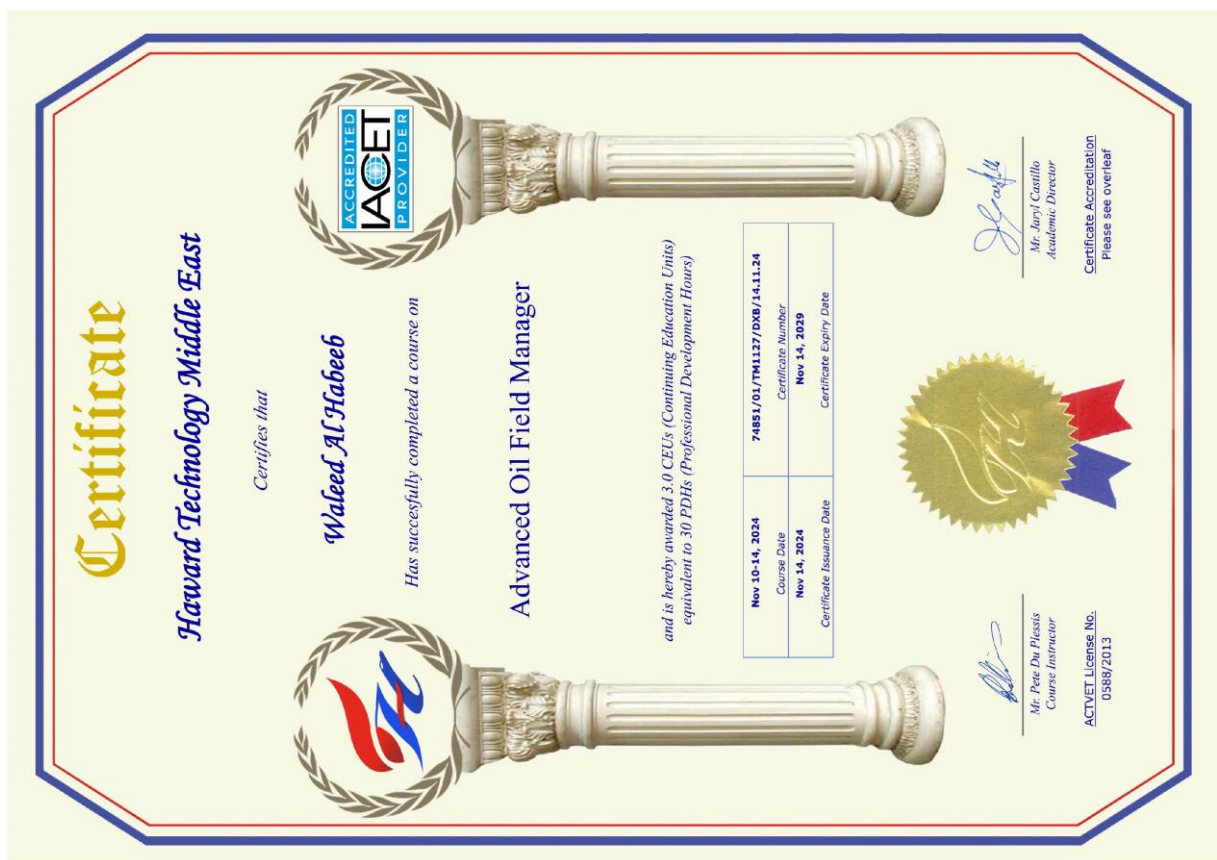 Certificate
Haward Technology Middle East
Certifies that
Waleed Al Habeeb
Has succesfully completed a course on
Advanced Oil Field Manager
ACCREDITED
IACET
PROVIDER
and is hereby awarded 3.0 CEUs (Continuing Education Units)
equivalent to 30 PDHs (Professional Development Hours)
Nov 10-14, 2024
Course Date
74851/01/TM1127/DXB/14.11.24
Certificate Number
Nov 14, 2024
Certificate Issuance Date
Nov 14, 2029
Certificate Expiry Date
Mr. Pete Du Plessis
Course Instructor
ACTVET License No.
0588/2013
Mr. Jaryl Castillo
Academic Director
Certificate Accreditation
Please see overleaf